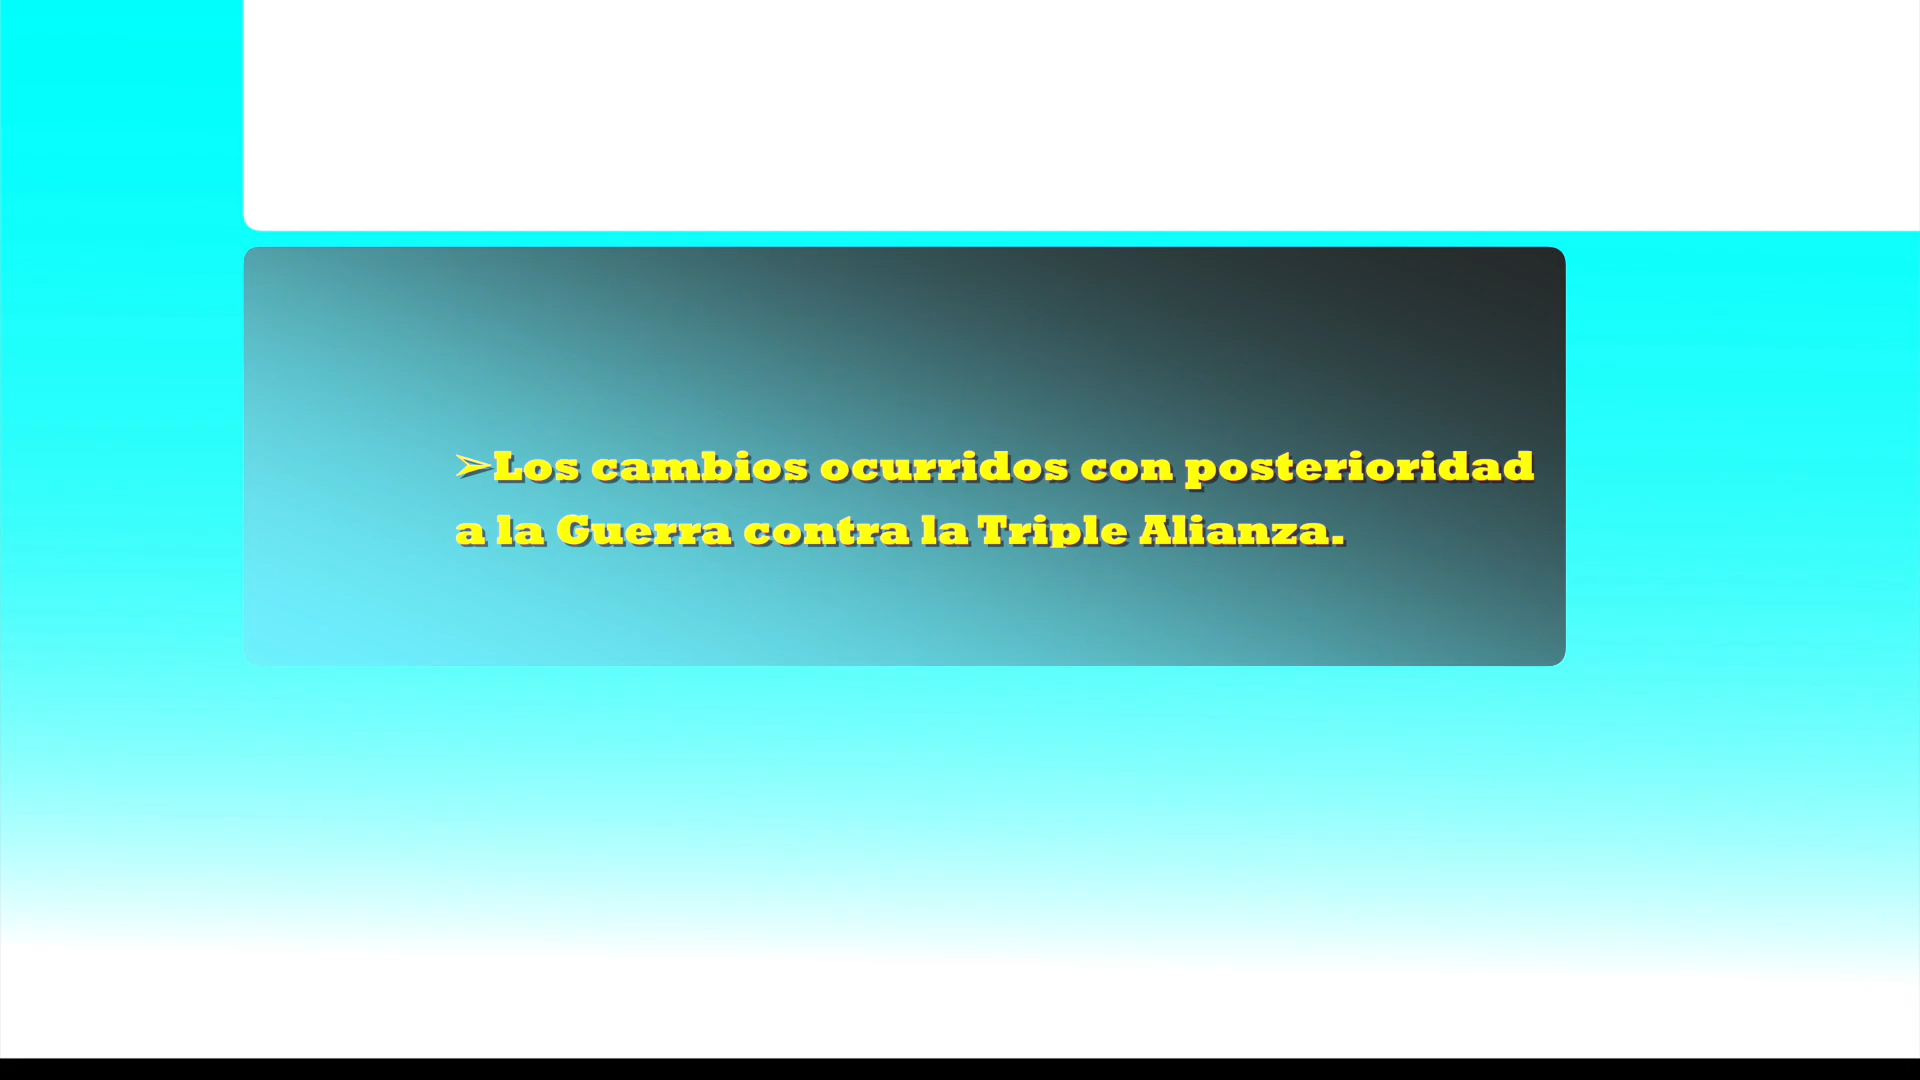 ➢Los cambios ocurridos con posterioridad
a la Guerra contra la Triple Alianza.